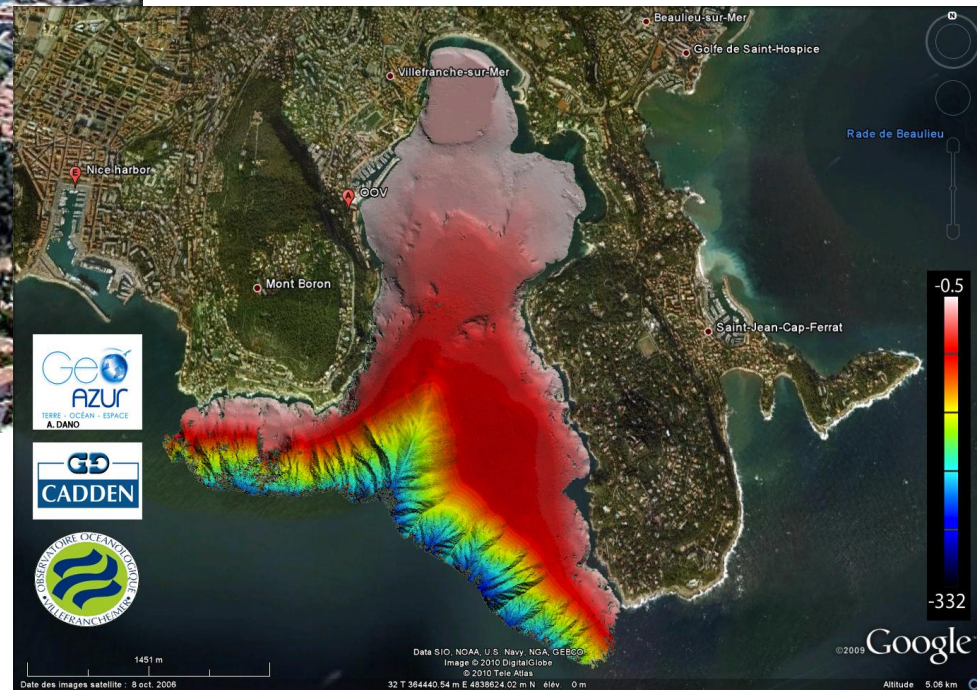 N
Beaulieu-sur-Mer
Golfe de Saint-Hospice
Villefranche-sur-Mer
Rade de Beaulieu
E
Nice harbor
A
OOV
Mont Boron
-0.5
Saint-Jean-Cap-Ferrat
Geo
AZUR
TERRE - OCÉAN - ESPACE
A. DANO
CADDEN
OBSERVATOIRE OCEANOLOGIQUE
VILLEFRANCHE/MER
-332
©2009 Google
Data SIO, NOAA, U.S. Navy, NGA, GEBCO
Image © 2010 DigitalGlobe
© 2010 Tele Atlas
1451 m
Date des images satellite : 8 oct. 2006
32 T 364440.54 m E 4838624.02 m N élév. 0 m
Altitude 5.06 km